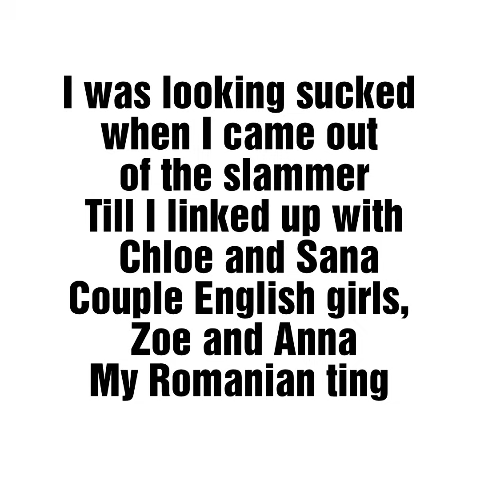 I was looking sucked
when I came out
of the slammer
Till I linked up with
Chloe and Sana
Couple English girls,
Zoe and Anna
My Romanian ting